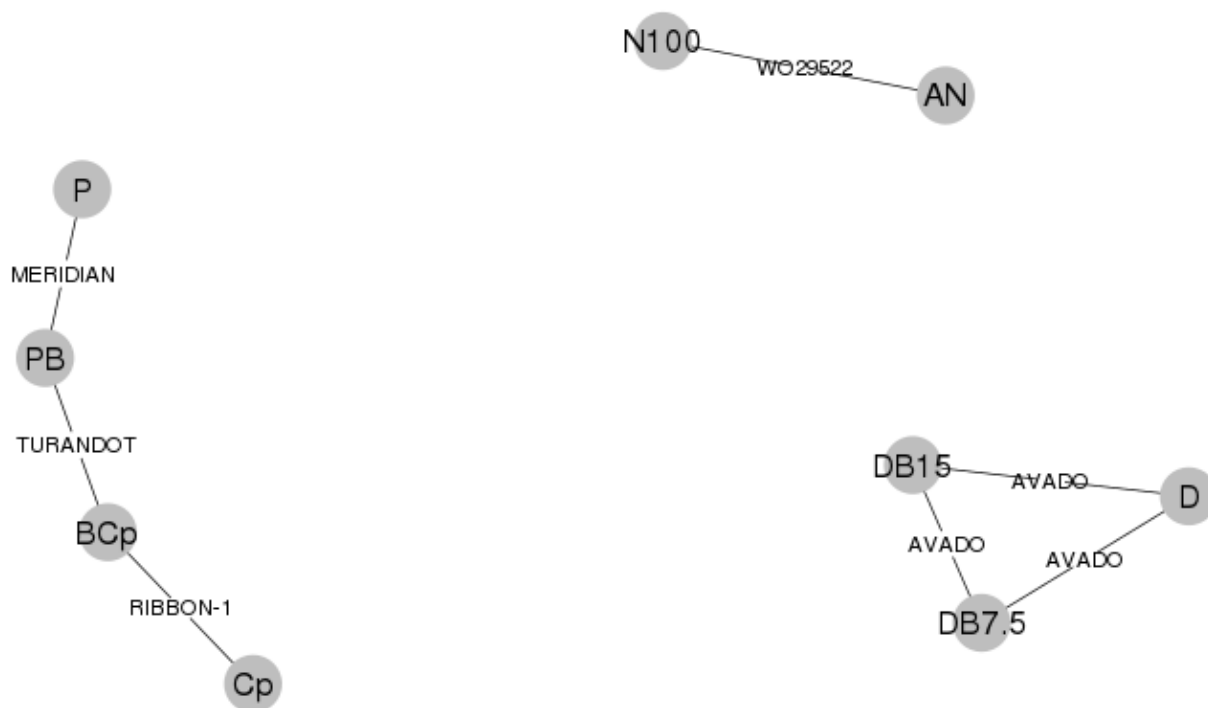 N100
WO29522
AN
P
MERIDIAN
PB
TURANDOT
BCp
RIBBON-1
Cp
DB15
AVADO
D
AVADO
AVADO
DB7.5